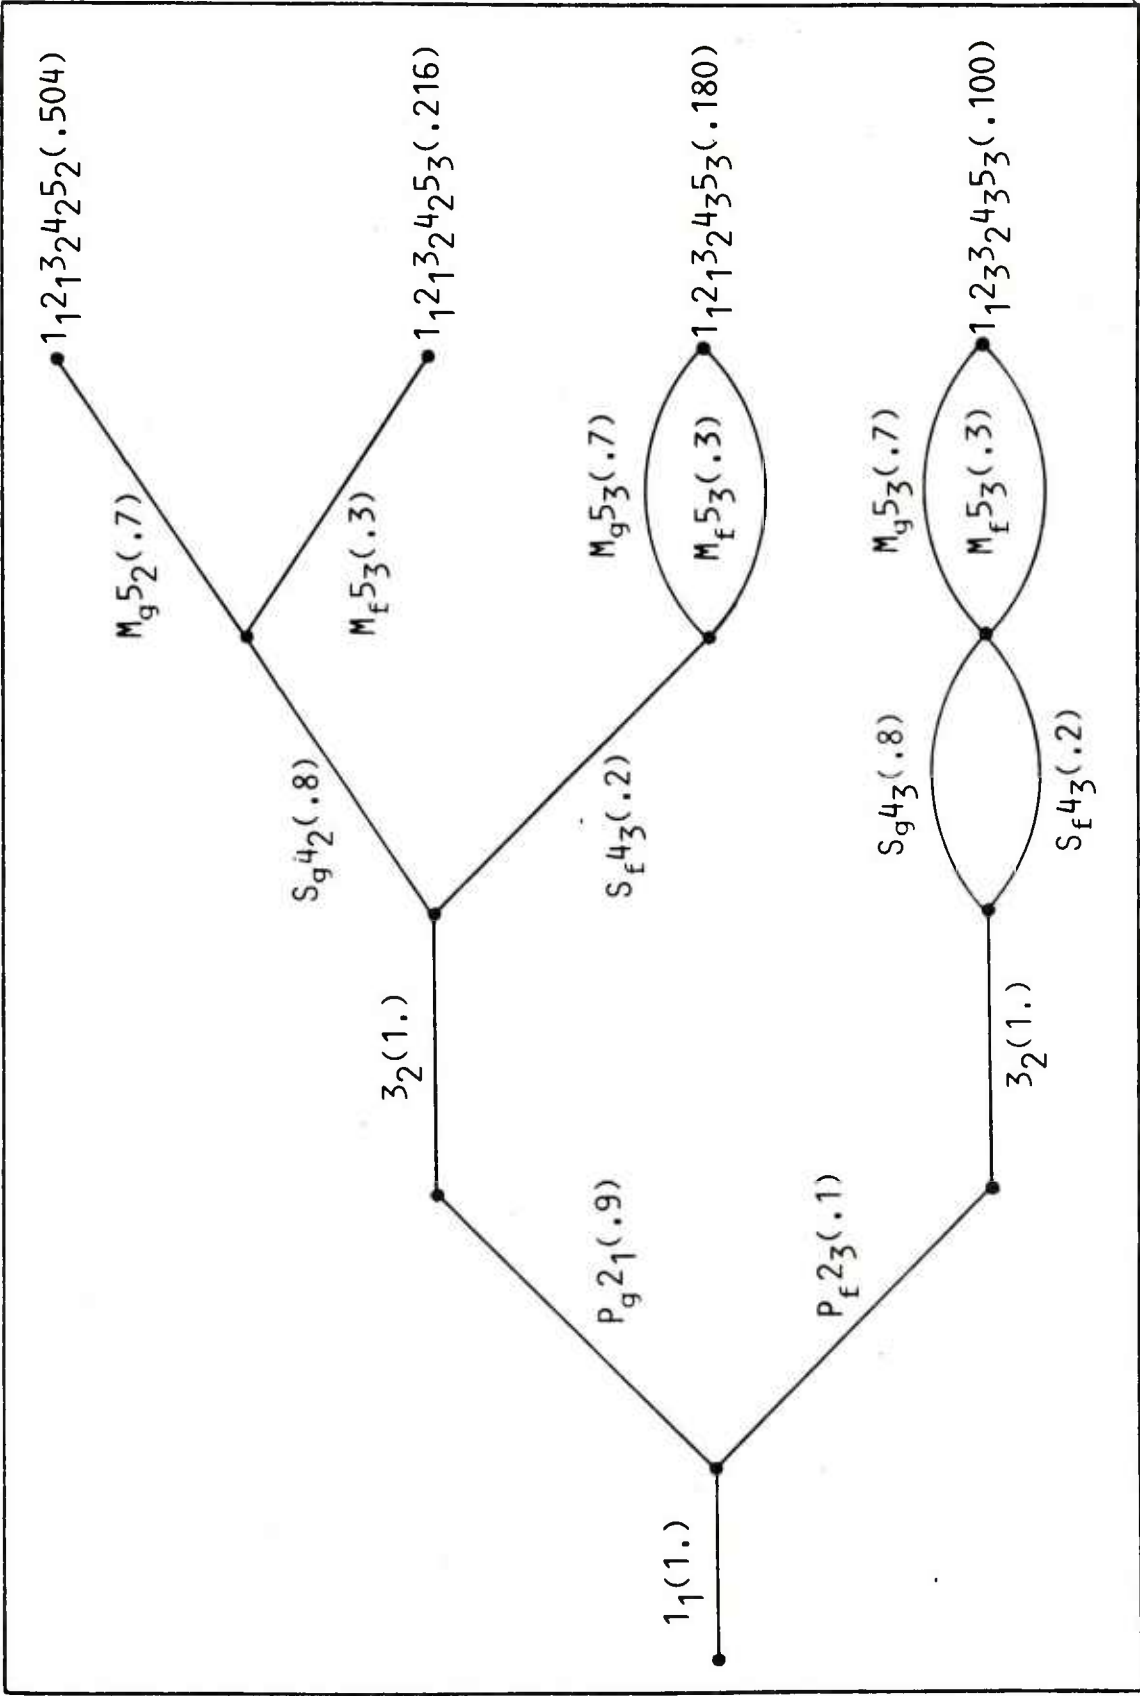 1₁(1.)
P_g2₁(.9)
P_f2₃(.1)
3₂(1.)
3₂(1.)
S_g4₂(.8)
S_f4₃(.2)
S_g4₃(.8)
S_f4₃(.2)
M_g5₂(.7)
M_f5₃(.3)
M_g5₃(.7)
M_f5₃(.3)
M_g5₃(.7)
M_f5₃(.3)
1₁2₁3₂4₂5₂(.504)
1₁2₁3₂4₂5₃(.216)
1₁2₁3₂4₃5₃(.180)
1₁2₃3₂4₃5₃(.100)